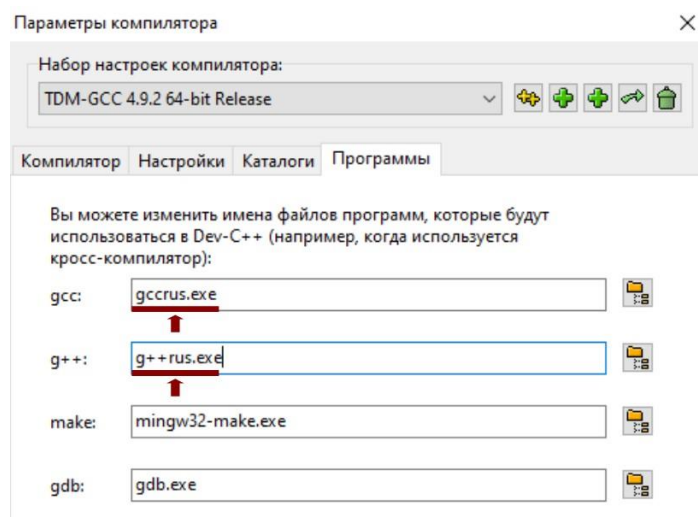 Параметры компилятора
Набор настроек компилятора:
TDM-GCC 4.9.2 64-bit Release
Компилятор Настройки Каталоги Программы
Вы можете изменить имена файлов программ, которые будут
использоваться в Dev-C++ (например, когда используется
кросс-компилятор):
gcc: gccrus.exe
g++: g++rus.exe
make: mingw32-make.exe
gdb: gdb.exe